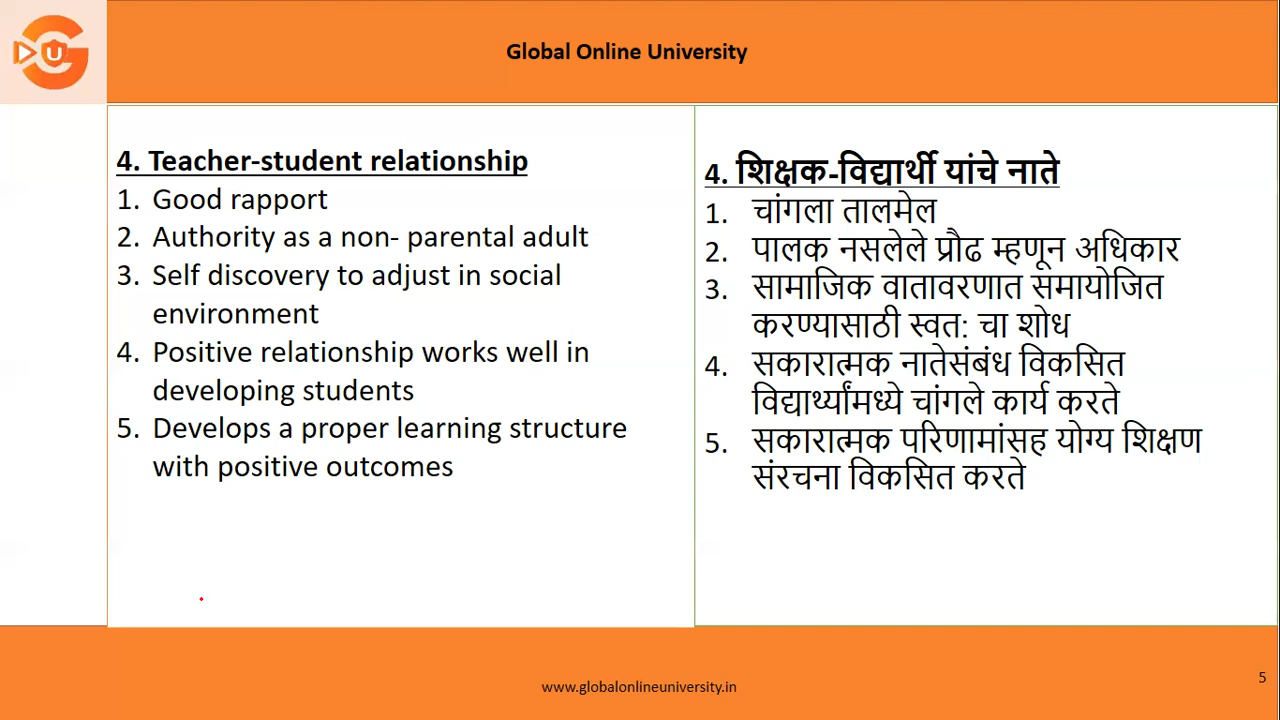 U
Global Online University
4. Teacher-student relationship
1. Good rapport
2. Authority as a non- parental adult
3. Self discovery to adjust in social
environment
4. Positive relationship works well in
developing students
5. Develops a proper learning structure
with positive outcomes
4. शिक्षक-विद्यार्थी यांचे नाते
1. चांगला तालमेल
2. पालक नसलेले प्रौढ म्हणून अधिकार
3. सामाजिक वातावरणात समायोजित
करण्यासाठी स्वत: चा शोध
4. सकारात्मक नातेसंबंध विकसित
विद्यार्थ्यांमध्ये चांगले कार्य करते
5. सकारात्मक परिणामांसह योग्य शिक्षण
संरचना विकसित करते
www.globalonlineuniversity.in
5